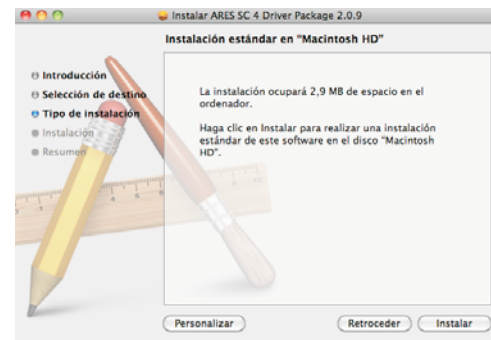 Instalar ARES SC 4 Driver Package 2.0.9
Instalación estándar en “Macintosh HD”
Introducción
Selección de destino
Tipo de instalación
Instalación
Resumen
La instalación ocupará 2,9 MB de espacio en el
ordenador.
Haga clic en Instalar para realizar una instalación
estándar de este software en el disco “Macintosh
HD”.
Personalizar
Retroceder
Instalar